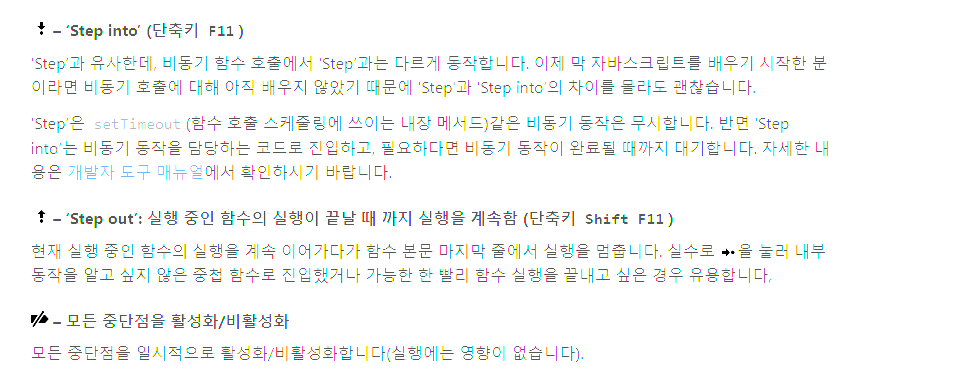 – ‘Step into’ (단축키 F11)
‘Step’과 유사한데, 비동기 함수 호출에서 ‘Step’과는 다르게 동작합니다. 이제 막 자바스크립트를 배우기 시작한 분
이라면 비동기 호출에 대해 아직 배우지 않았기 때문에 ‘Step’과 ‘Step into’의 차이를 몰라도 괜찮습니다.
‘Step’은 setTimeout (함수 호출 스케줄링에 쓰이는 내장 메서드)같은 비동기 동작은 무시합니다. 반면 ‘Step
into’는 비동기 동작을 담당하는 코드로 진입하고, 필요하다면 비동기 동작이 완료될 때까지 대기합니다. 자세한 내
용은 개발자 도구 매뉴얼에서 확인하시기 바랍니다.
– ‘Step out’: 실행 중인 함수의 실행이 끝날 때 까지 실행을 계속함 (단축키 Shift F11)
현재 실행 중인 함수의 실행을 계속 이어가다가 함수 본문 마지막 줄에서 실행을 멈춥니다. 실수로 을 눌러 내부
동작을 알고 싶지 않은 중첩 함수로 진입했거나 가능한 한 빨리 함수 실행을 끝내고 싶은 경우 유용합니다.
– 모든 중단점을 활성화/비활성화
모든 중단점을 일시적으로 활성화/비활성화합니다(실행에는 영향이 없습니다).